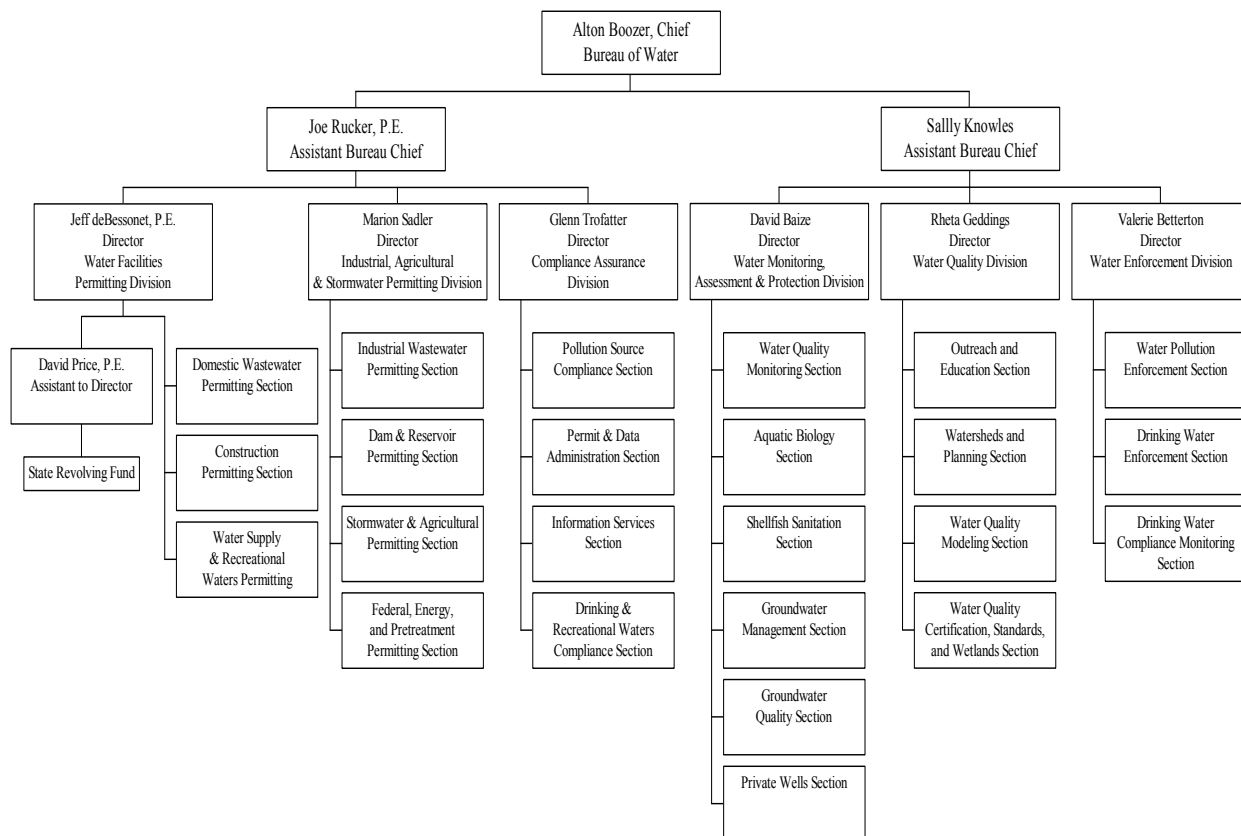 Alton Boozer, Chief
Bureau of Water
Joe Rucker, P.E.
Assistant Bureau Chief
Sallly Knowles
Assistant Bureau Chief
Jeff deBessonet, P.E.
Director
Water Facilities
Permitting Division
Marion Sadler
Director
Industrial, Agricultural
& Stormwater Permitting Division
Glenn Trofatter
Director
Compliance Assurance
Division
David Baize
Director
Water Monitoring,
Assessment & Protection Division
Rheta Geddings
Director
Water Quality Division
Valerie Betterton
Director
Water Enforcement Division
David Price, P.E.
Assistant to Director
State Revolving Fund
Domestic Wastewater
Permitting Section
Construction
Permitting Section
Water Supply
& Recreational
Waters Permitting
Industrial Wastewater
Permitting Section
Dam & Reservoir
Permitting Section
Stormwater & Agricultural
Permitting Section
Federal, Energy,
and Pretreatment
Permitting Section
Pollution Source
Compliance Section
Permit & Data
Administration Section
Information Services
Section
Drinking &
Recreational Waters
Compliance Section
Water Quality
Monitoring Section
Aquatic Biology
Section
Shellfish Sanitation
Section
Groundwater
Management Section
Groundwater
Quality Section
Private Wells Section
Outreach and
Education Section
Watersheds and
Planning Section
Water Quality
Modeling Section
Water Quality
Certification, Standards,
and Wetlands Section
Water Pollution
Enforcement Section
Drinking Water
Enforcement Section
Drinking Water
Compliance Monitoring
Section